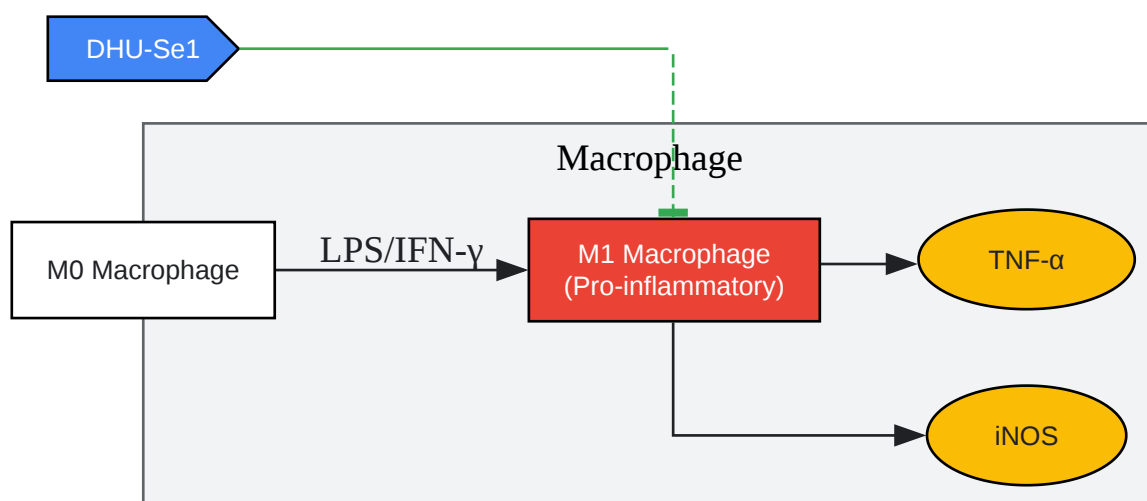 DHU-Se1
Macrophage
M0 Macrophage
LPS/IFN-γ
M1 Macrophage
(Pro-inflammatory)
TNF-α
iNOS